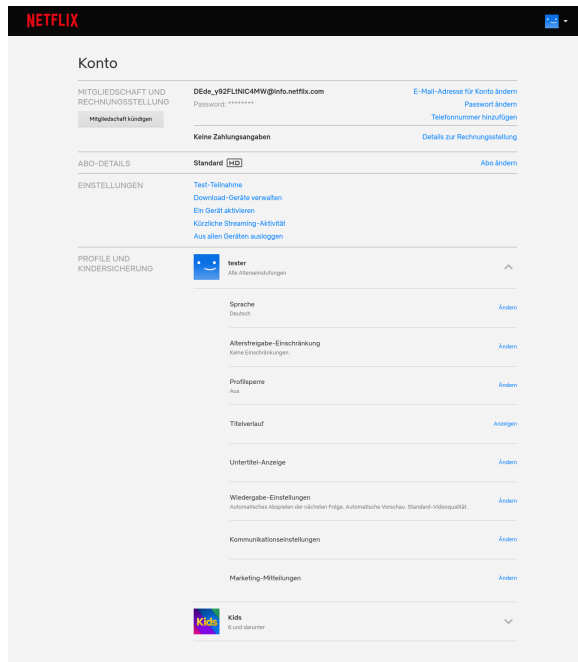 NETFLIX
Konto
MITGLIEDSCHAFT UND
RECHNUNGSSTELLUNG
Mitgliedschaft kündigen
DEde_y92FLtNIC4MW@info.netflix.com
E-Mail-Adresse für Konto ändern
Password: ********
Passwort ändern
Telefonnummer hinzufügen
Keine Zahlungsangaben
Details zur Rechnungsstellung
ABO-DETAILS
Standard HD
Abo ändern
EINSTELLUNGEN
Test-Teilnahme
Download-Geräte verwalten
Ein Gerät aktivieren
Kürzliche Streaming-Aktivität
Aus allen Geräten ausloggen
PROFILE UND
KINDERSICHERUNG
tester
Alle Alterseinstufungen
Sprache
Deutsch
Ändern
Altersfreigabe-Einschränkung
Keine Einschränkungen.
Ändern
Profilsperre
Aus
Ändern
Titelverlauf
Anzeigen
Untertitel-Anzeige
Ändern
Wiedergabe-Einstellungen
Automatisches Abspielen der nächsten Folge. Automatische Vorschau. Standard-Videoqualität.
Ändern
Kommunikationseinstellungen
Ändern
Marketing-Mitteilungen
Ändern
Kids
Kids
6 und darunter